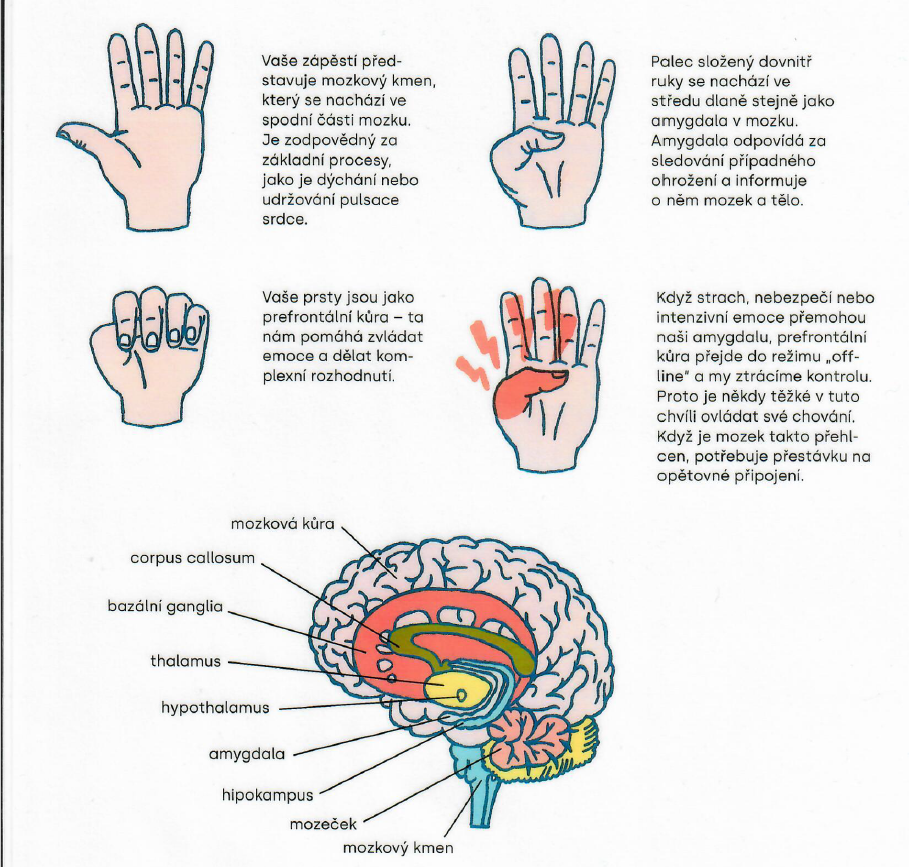 Vaše zápěstí před-
stavuje mozkový kmen,
který se nachází ve
spodní části mozku.
Je zodpovědný za
základní procesy,
jako je dýchání nebo
udržování pulsace
srdce.
Palec složený dovnitř
ruky se nachází ve
středu dlaně stejně jako
amygdala v mozku.
Amygdala odpovídá za
sledování případného
ohrožení a informuje
o něm mozek a tělo.
Vaše prsty jsou jako
prefrontální kůra – ta
nám pomáhá zvládat
emoce a dělat kom-
plexní rozhodnutí.
Když strach, nebezpečí nebo
intenzivní emoce přemohou
naši amygdalu, prefrontální
kůra přejde do režimu „off-
line" a my ztrácíme kontrolu.
Proto je někdy těžké v tuto
chvíli ovládat své chování.
Když je mozek takto přehl-
cen, potřebuje přestávku na
opětovné připojení.
mozková kůra
corpus callosum
bazální ganglia
thalamus
hypothalamus
amygdala
hipokampus
mozeček
mozkový kmen